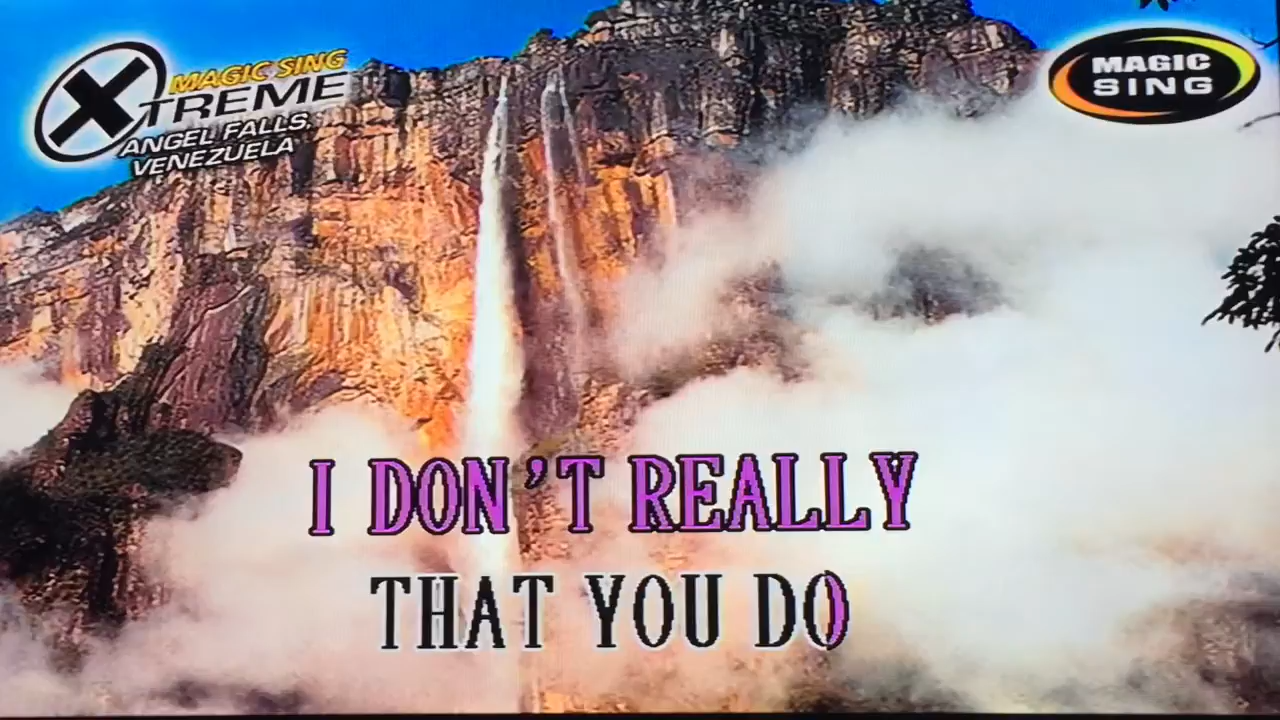 MAGIC SING
XTREME
ANGEL FALLS,
VENEZUELA
MAGIC
SING
I DON'T REALLY
THAT YOU DO